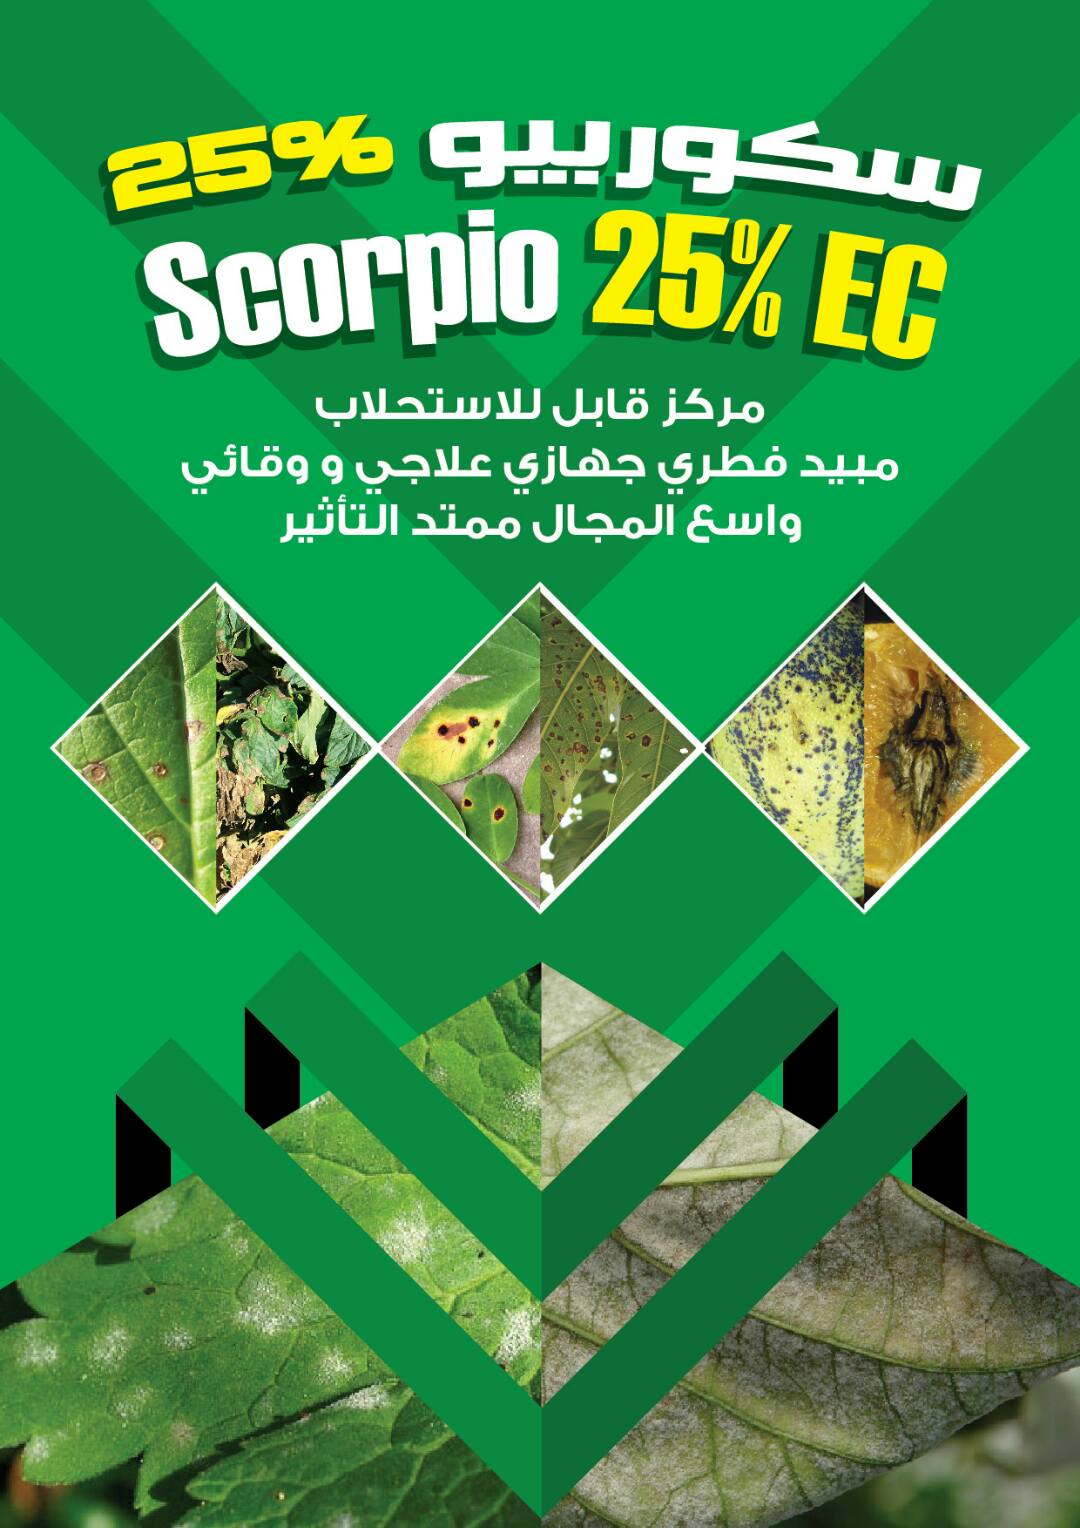 سكوربيو 25%
Scorpio 25% EC
مركز قابل للاستحلاب
مبيد فطري جهازي علاجي و وقائي
واسع المجال ممتد التأثير